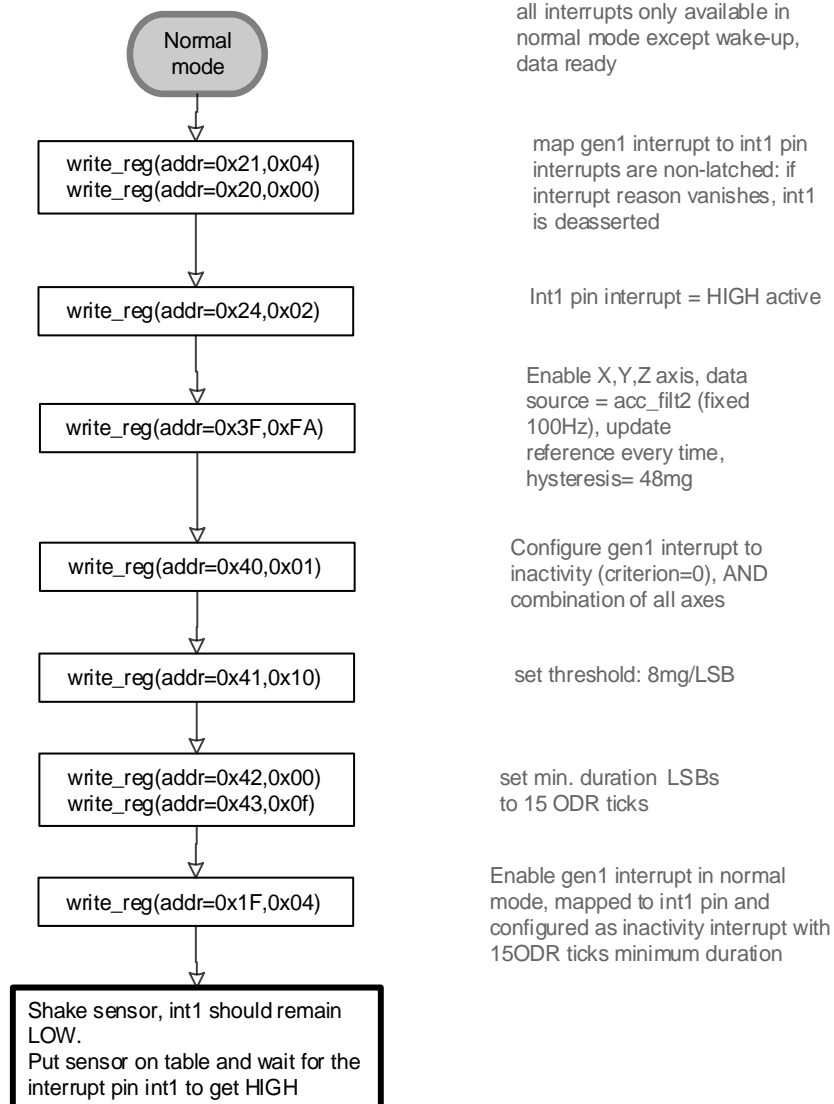 all interrupts only available in
normal mode except wake-up,
data ready
Normal
mode
write_reg(addr=0x21,0x04)
write_reg(addr=0x20,0x00)
map gen1 interrupt to int1 pin
interrupts are non-latched: if
interrupt reason vanishes, int1
is deasserted
write_reg(addr=0x24,0x02)
Int1 pin interrupt = HIGH active
write_reg(addr=0x3F,0xFA)
Enable X,Y,Z axis, data
source = acc_filt2 (fixed
100Hz), update
reference every time,
hysteresis= 48mg
write_reg(addr=0x40,0x01)
Configure gen1 interrupt to
inactivity (criterion=0), AND
combination of all axes
write_reg(addr=0x41,0x10)
set threshold: 8mg/LSB
write_reg(addr=0x42,0x00)
write_reg(addr=0x43,0x0f)
set min. duration LSBs
to 15 ODR ticks
write_reg(addr=0x1F,0x04)
Enable gen1 interrupt in normal
mode, mapped to int1 pin and
configured as inactivity interrupt with
15ODR ticks minimum duration
Shake sensor, int1 should remain
LOW.
Put sensor on table and wait for the
interrupt pin int1 to get HIGH